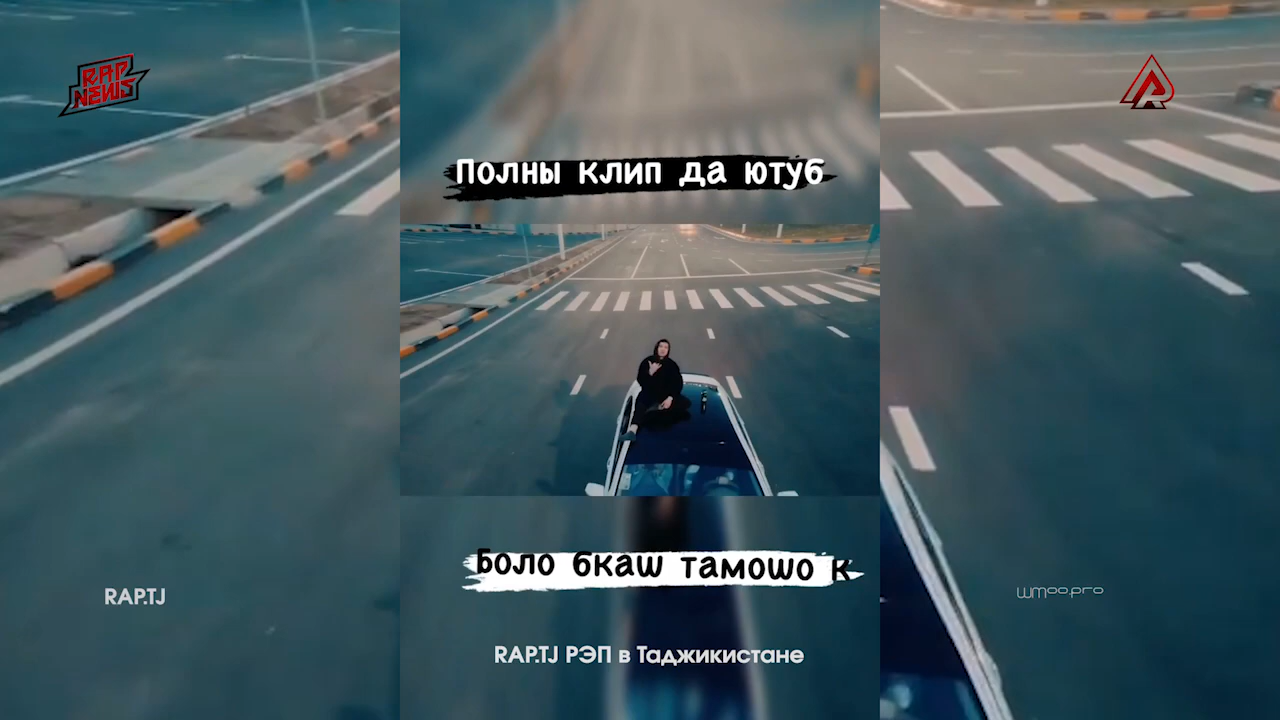 RAP
NEWS
Полны клип да ютуб
Боло бкаш тамошо к
RAP.TJ
wmoo.pro
RAP.TJ РЭП в Таджикистане